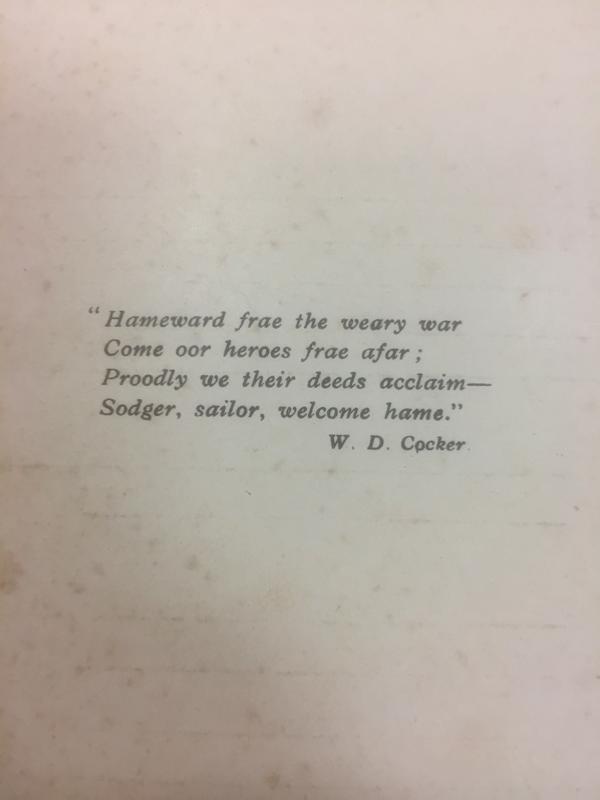 “Hameward frae the weary war
Come oor heroes frae afar;
Proodly we their deeds acclaim—
Sodger, sailor, welcome hame.”
W. D. Cocker